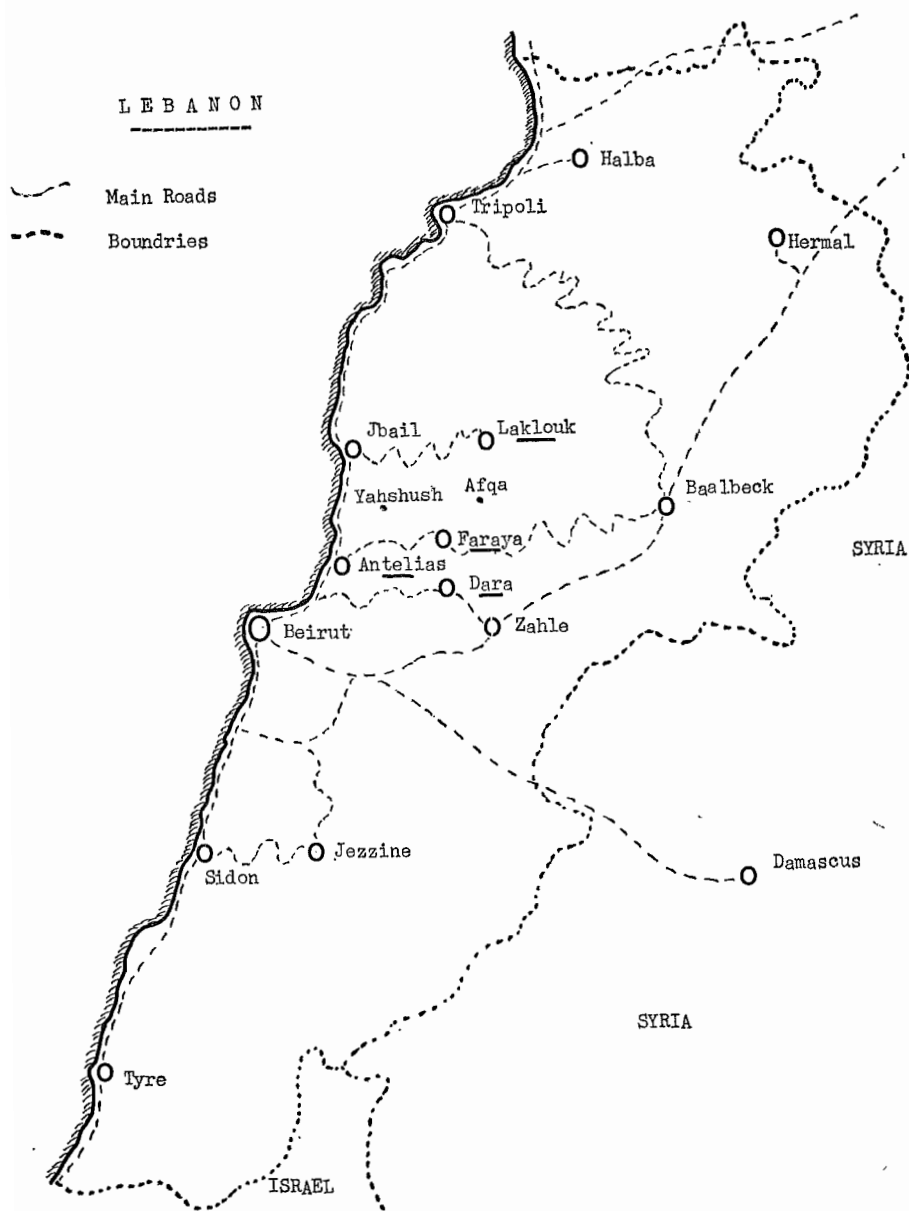 LEBANON
Main Roads
Boundries
Halba
Tripoli
Hermal
Jbail
Laklouk
Yahshush
Afqa
Baalbeck
Faraya
SYRIA
Antelias
Dara
Beirut
Zahle
Jezzine
Damascus
Sidon
SYRIA
Tyre
ISRAEL